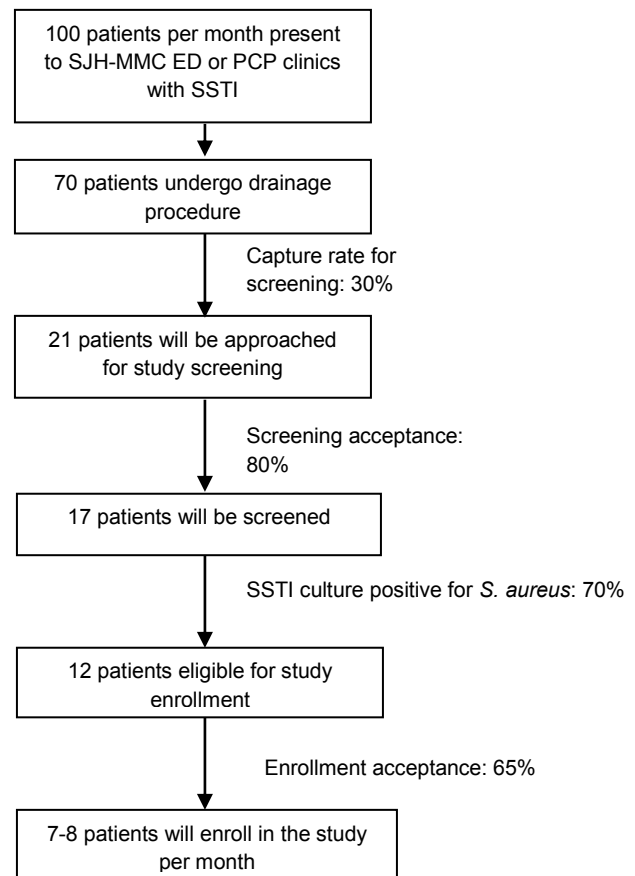 100 patients per month present
to SJH-MMC ED or PCP clinics
with SSTI
70 patients undergo drainage
procedure
Capture rate for
screening: 30%
21 patients will be approached
for study screening
Screening acceptance:
80%
17 patients will be screened
SSTI culture positive for S. aureus: 70%
12 patients eligible for study
enrollment
Enrollment acceptance: 65%
7-8 patients will enroll in the study
per month